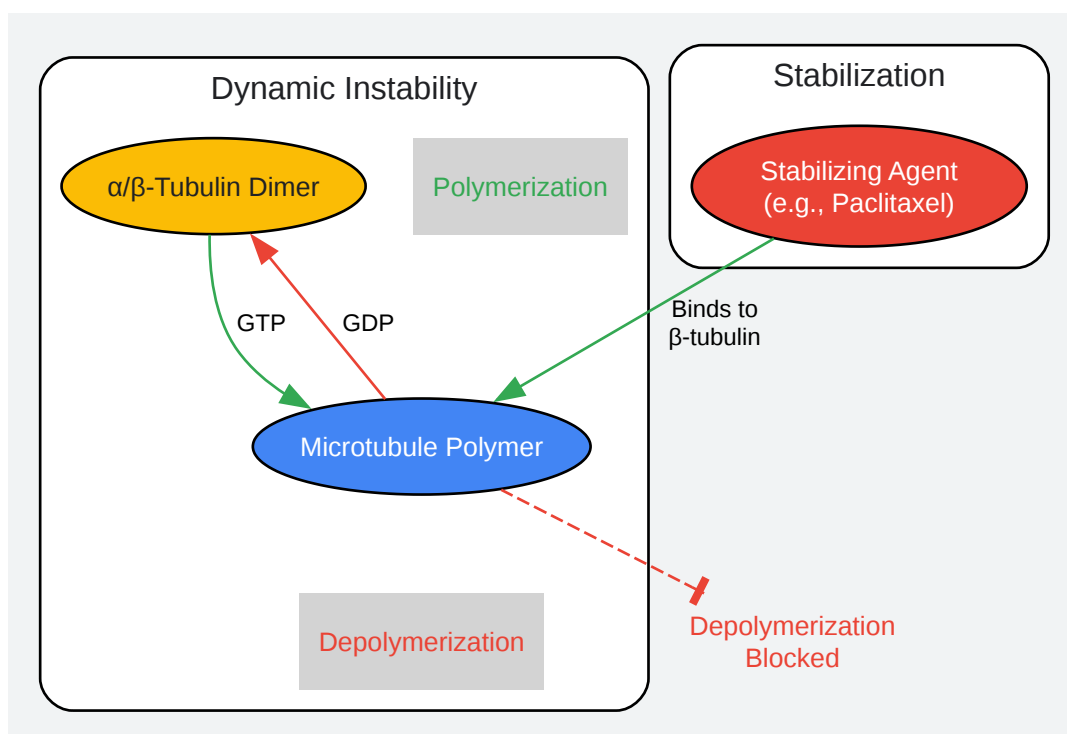 Dynamic Instability
Stabilization
α/β-Tubulin Dimer
Polymerization
Stabilizing Agent
(e.g., Paclitaxel)
GTP
GDP
Binds to
β-tubulin
Microtubule Polymer
Depolymerization
Depolymerization
Blocked